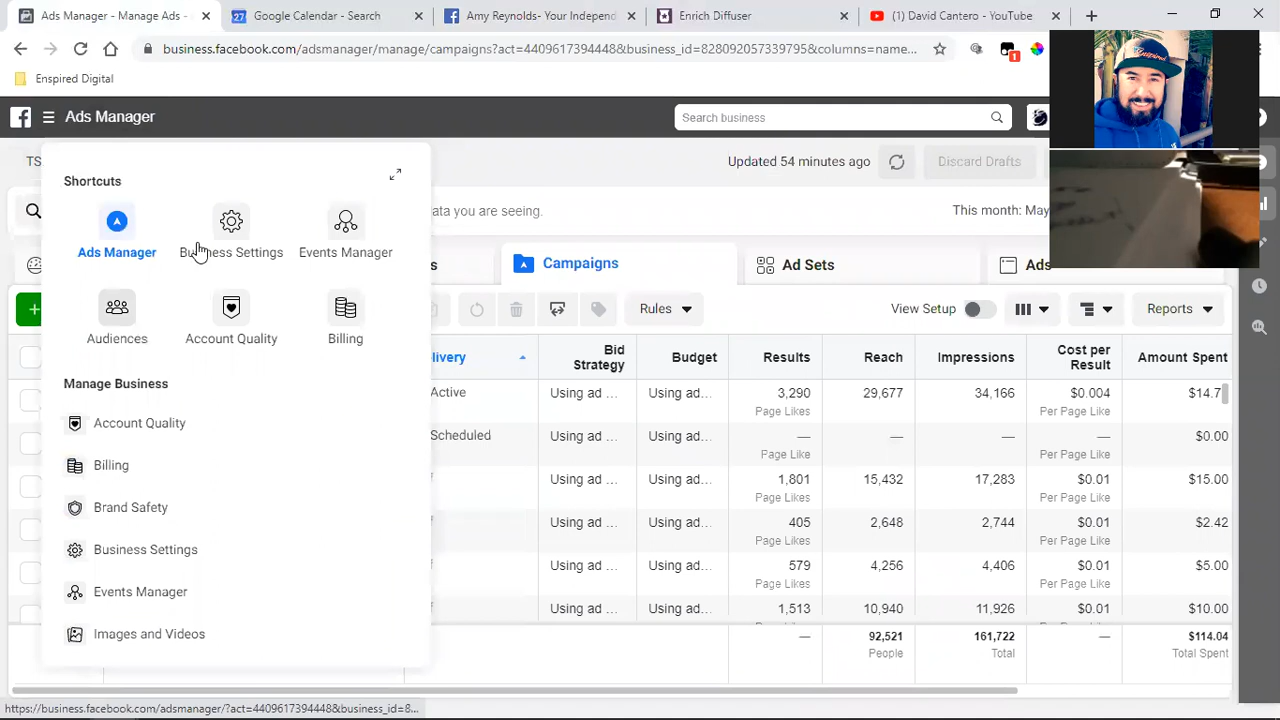 Ads Manager - Manage Ads -
Google Calendar - Search
Amy Reynolds- Your Independ
Enrich Diffuser
(1) David Cantero - YouTube
business.facebook.com/adsmanager/manage/campaigns?act=4409617394448&business_id=8280920573397​95&columns=name...
1
Enspired Digital
Ads Manager
Search business
TS
Updated 54 minutes ago
Discard Drafts
Shortcuts
ata you are seeing.
This month: May
Ads Manager
Business Settings
Events Manager
s
Campaigns
Ad Sets
Ads
Audiences
Account Quality
Billing
Rules
View Setup
Reports
elivery
Bid Strategy
Budget
Results
Reach
Impressions
Cost per Result
Amount Spent
Manage Business
Active
Using ad ...
Using ad...
3,290
29,677
34,166
$0.004
$14.7
Page Likes
Per Page Like
Account Quality
Scheduled
Using ad ...
Using ad...
—
—
—
—
$0.00
Page Like
Per Page Like
Billing
Using ad ...
Using ad...
1,801
15,432
17,283
$0.01
$15.00
Page Likes
Per Page Like
Brand Safety
Using ad ...
Using ad...
405
2,648
2,744
$0.01
$2.42
Page Likes
Per Page Like
Business Settings
Using ad ...
Using ad...
579
4,256
4,406
$0.01
$5.00
Page Likes
Per Page Like
Events Manager
Using ad ...
Using ad...
1,513
10,940
11,926
$0.01
$10.00
Images and Videos
—
92,521
161,722
—
$114.04
People
Total
Total Spent
https://business.facebook.com/adsmanager/?act=4409617394448&business_id=8...